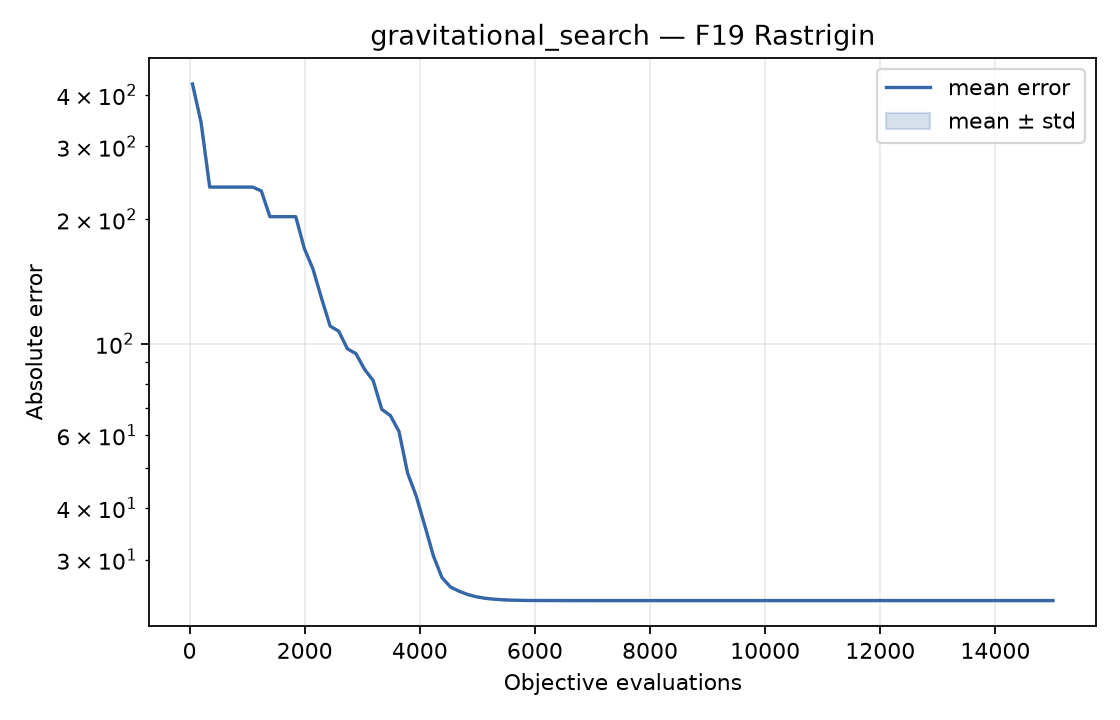 gravitational_search — F19 Rastrigin
mean error
mean ± std
4 × 10²
3 × 10²
2 × 10²
10²
6 × 10¹
4 × 10¹
3 × 10¹
Absolute error
0 2000 4000 6000 8000 10000 12000 14000
Objective evaluations